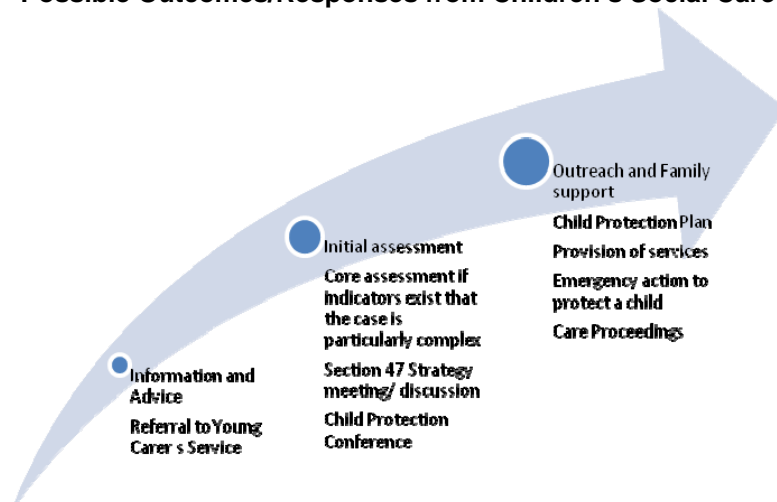 Possible Outcomes/Responses from Children's Social Care
Information and
Advice
Referral to Young
Carer s Service
Initial assessment
Core assessment if
indicators exist that
the case is
particularly complex
Section 47 Strategy
meeting/ discussion
Child Protection
Conference
Outreach and Family
support
Child Protection Plan
Provision of services
Emergency action to
protect a child
Care Proceedings